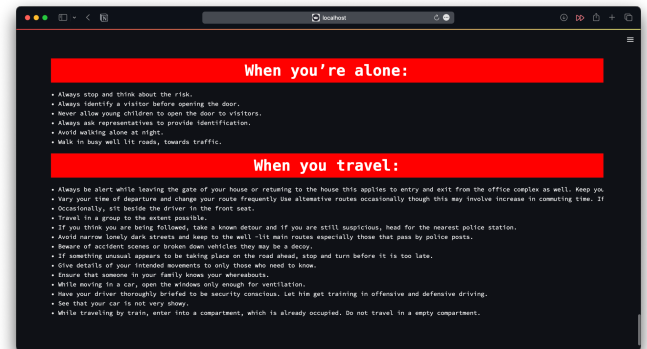 localhost
When you're alone:
• Always stop and think about the risk.
• Always identify a visitor before opening the door.
• Never allow young children to open the door to visitors.
• Always ask representatives to provide identification.
• Avoid walking alone at night.
• Walk in busy well lit roads, towards traffic.
When you travel:
• Always be alert while leaving the gate of your house or retuming to the house this applies to entry and exit from the office complex as well. Keep you
• Vary your time of departure and change your route frequently Use altemative routes occasionally though this may involve increase in commuting time. If
• Occasionally, sit beside the driver in the front seat.
• Travel in a group to the extent possible.
• If you think you are being followed, take a known detour and if you are still suspicious, head for the nearest police station.
• Avoid narrow lonely dark streets and keep to the well -lit main routes especially those that pass by police posts.
• Beware of accident scenes or broken down vehicles they may be a decoy.
• If something unusual appears to be taking place on the road ahead, stop and turn before it is too late.
• Give details of your intended movements to only those who need to know.
• Ensure that someone in your family knows your whereabouts.
• While moving in a car, open the windows only enough for ventilation.
• Have your driver thoroughly briefed to be security conscious. Let him get training in offensive and defensive driving.
• See that your car is not very showy.
• While traveling by train, enter into a compartment, which is already occupied. Do not travel in a empty compartment.